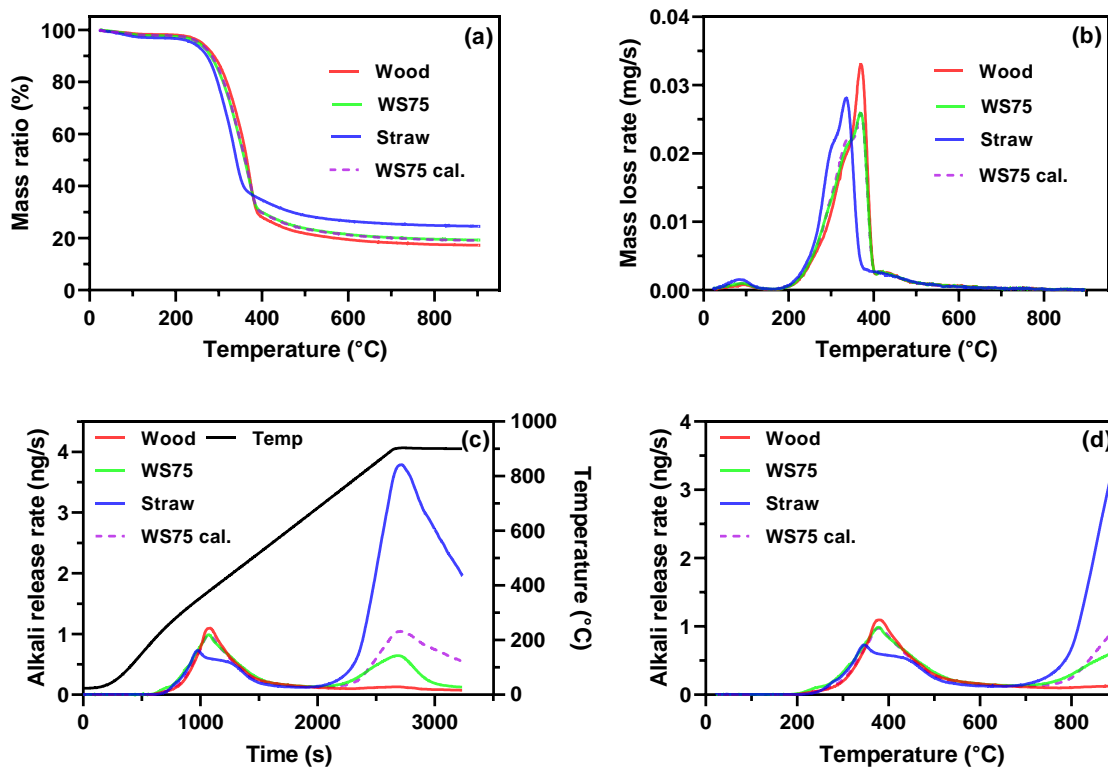 (a)
100
80
60
40
20
0
Mass ratio (%)
Wood
WS75
Straw
WS75 cal.
0 200 400 600 800
Temperature (°C)
(b)
0.04
0.03
0.02
0.01
0.00
Mass loss rate (mg/s)
Wood
WS75
Straw
WS75 cal.
0 200 400 600 800
Temperature (°C)
(c)
4
3
2
1
0
Alkali release rate (ng/s)
Wood Temp
WS75
Straw
WS75 cal.
1000
800
600
400
200
0
Temperature (°C)
0 1000 2000 3000
Time (s)
(d)
4
3
2
1
0
Alkali release rate (ng/s)
Wood
WS75
Straw
WS75 cal.
0 200 400 600 800
Temperature (°C)